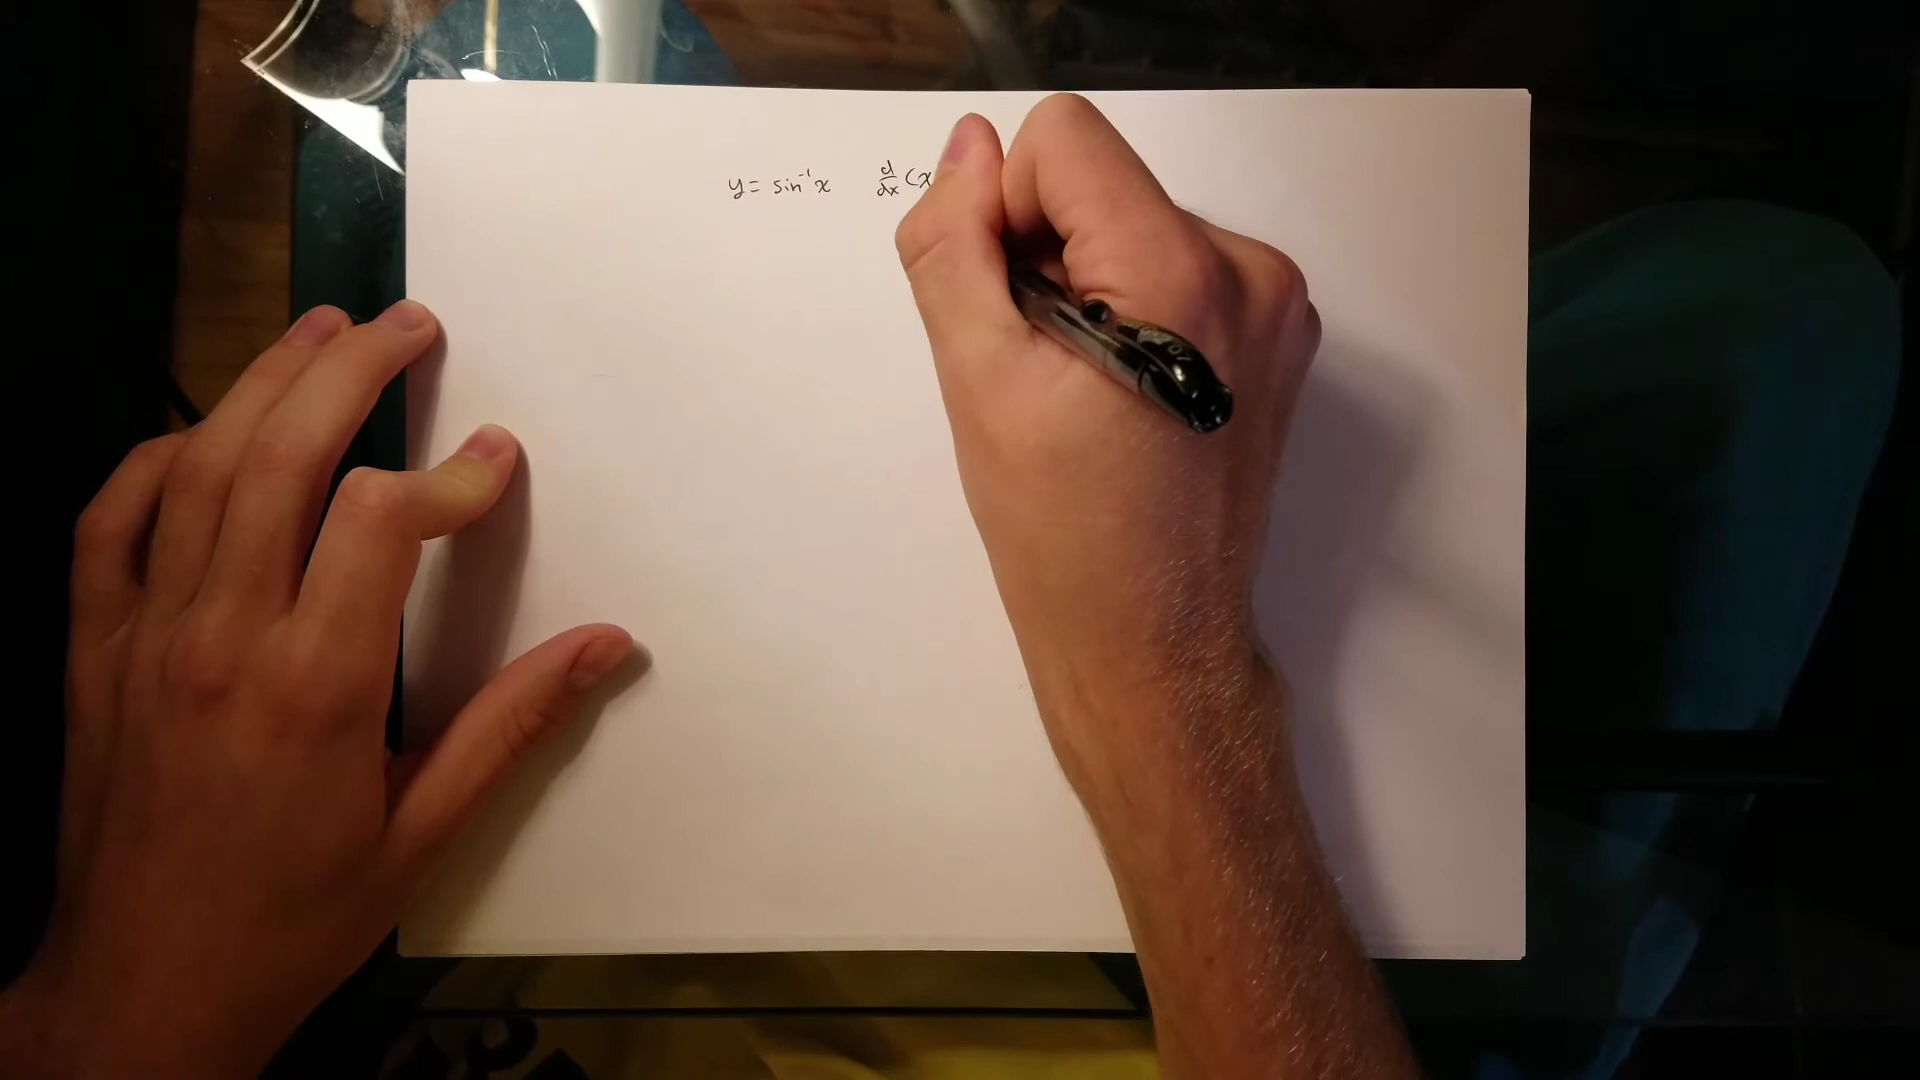 y = sin⁻¹x d/dx (x